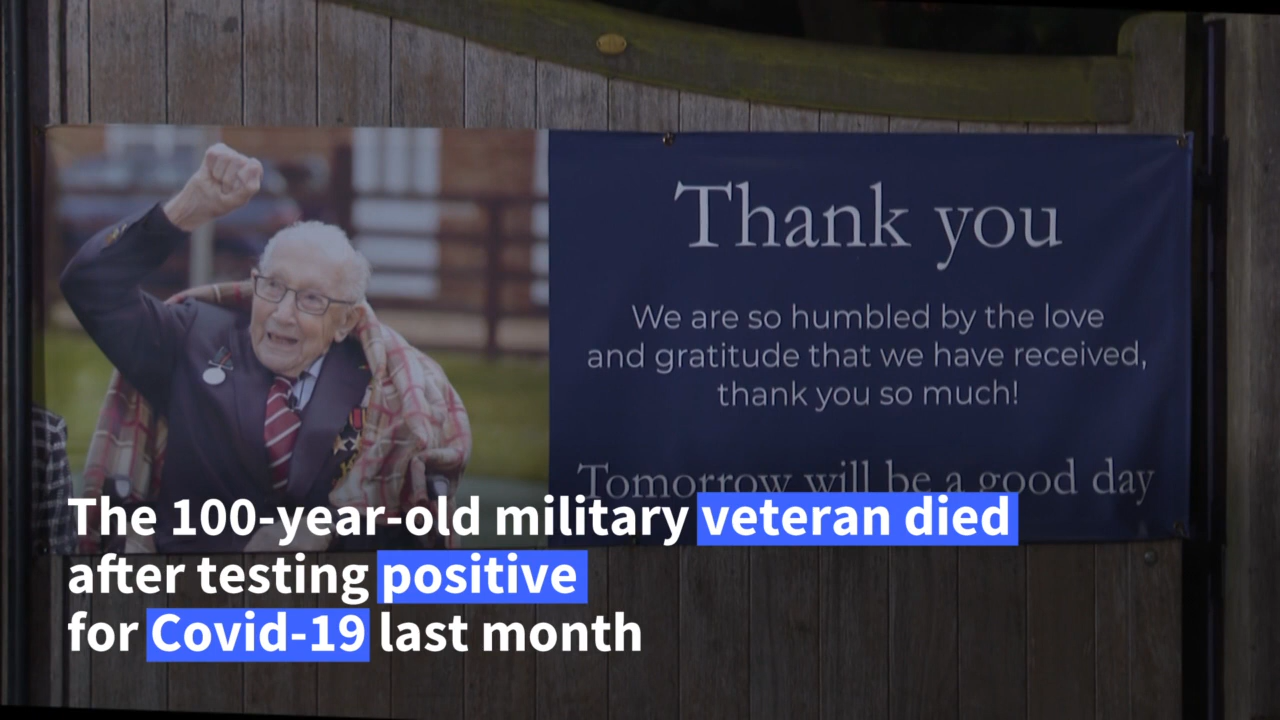 Thank you
We are so humbled by the love
and gratitude that we have received,
thank you so much!
Tomorrow will be a good day
The 100-year-old military veteran died
after testing positive
for Covid-19 last month